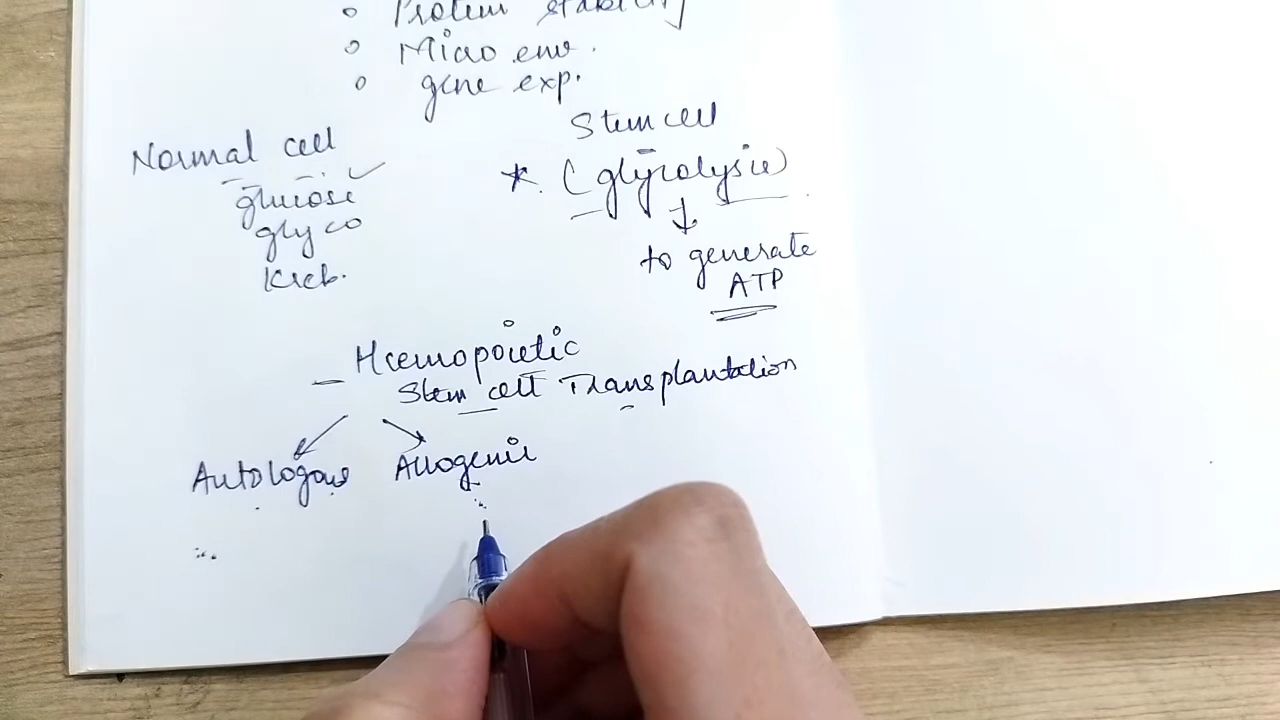 Protein stability
Micro env.
gene exp.
Normal cell
glucose
glyco
Kreb.
Stem cell
* (glycolysis)
to generate
ATP
Haemopoietic
Stem cell Transplantation
Autologous
Allogenic